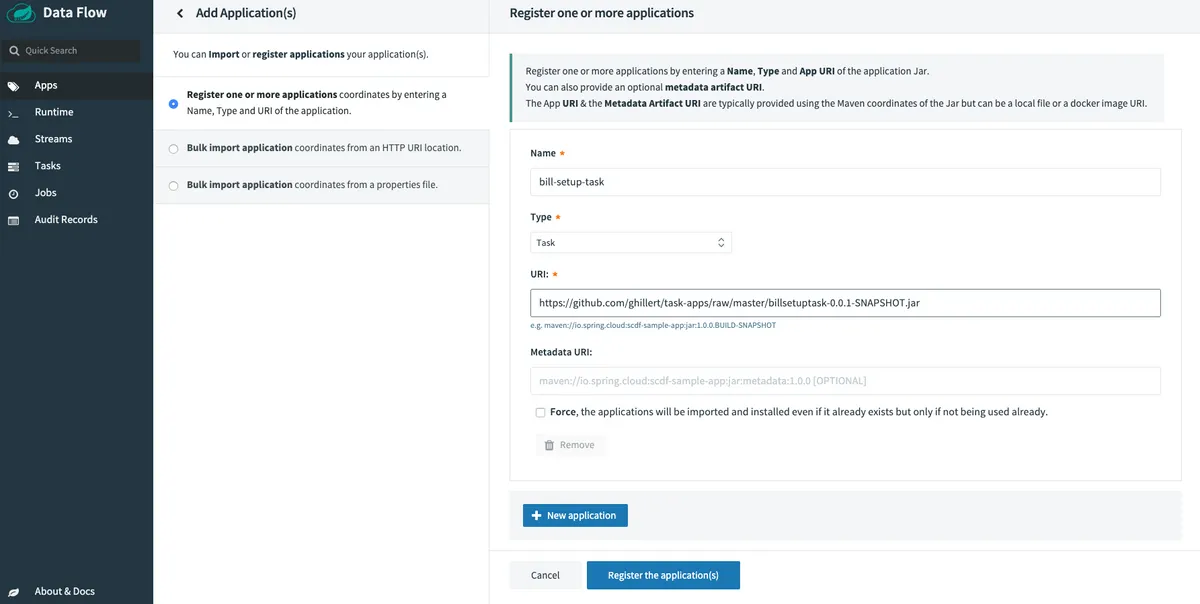 Data Flow
Quick Search
Apps
Runtime
Streams
Tasks
Jobs
Audit Records
About & Docs
Add Application(s)
You can Import or register applications your application(s).
Register one or more applications coordinates by entering a
Name, Type and URI of the application.
Bulk import application coordinates from an HTTP URI location.
Bulk import application coordinates from a properties file.
Register one or more applications
Register one or more applications by entering a Name, Type and App URI of the application Jar.
You can also provide an optional metadata artifact URI.
The App URI & the Metadata Artifact URI are typically provided using the Maven coordinates of the Jar but can be a local file or a docker image URI.
Name *
bill-setup-task
Type *
Task
URI: *
https://github.com/ghillert/task-apps/raw/master/billsetuptask-0.0.1-SNAPSHOT.jar
e.g. maven://io.spring.cloud:scdf-sample-app:jar:1.0.0.BUILD-SNAPSHOT
Metadata URI:
maven://io.spring.cloud:scdf-sample-app:jar:metadata:1.0.0 [OPTIONAL]
Force, the applications will be imported and installed even if it already exists but only if not being used already.
Remove
New application
Cancel
Register the application(s)